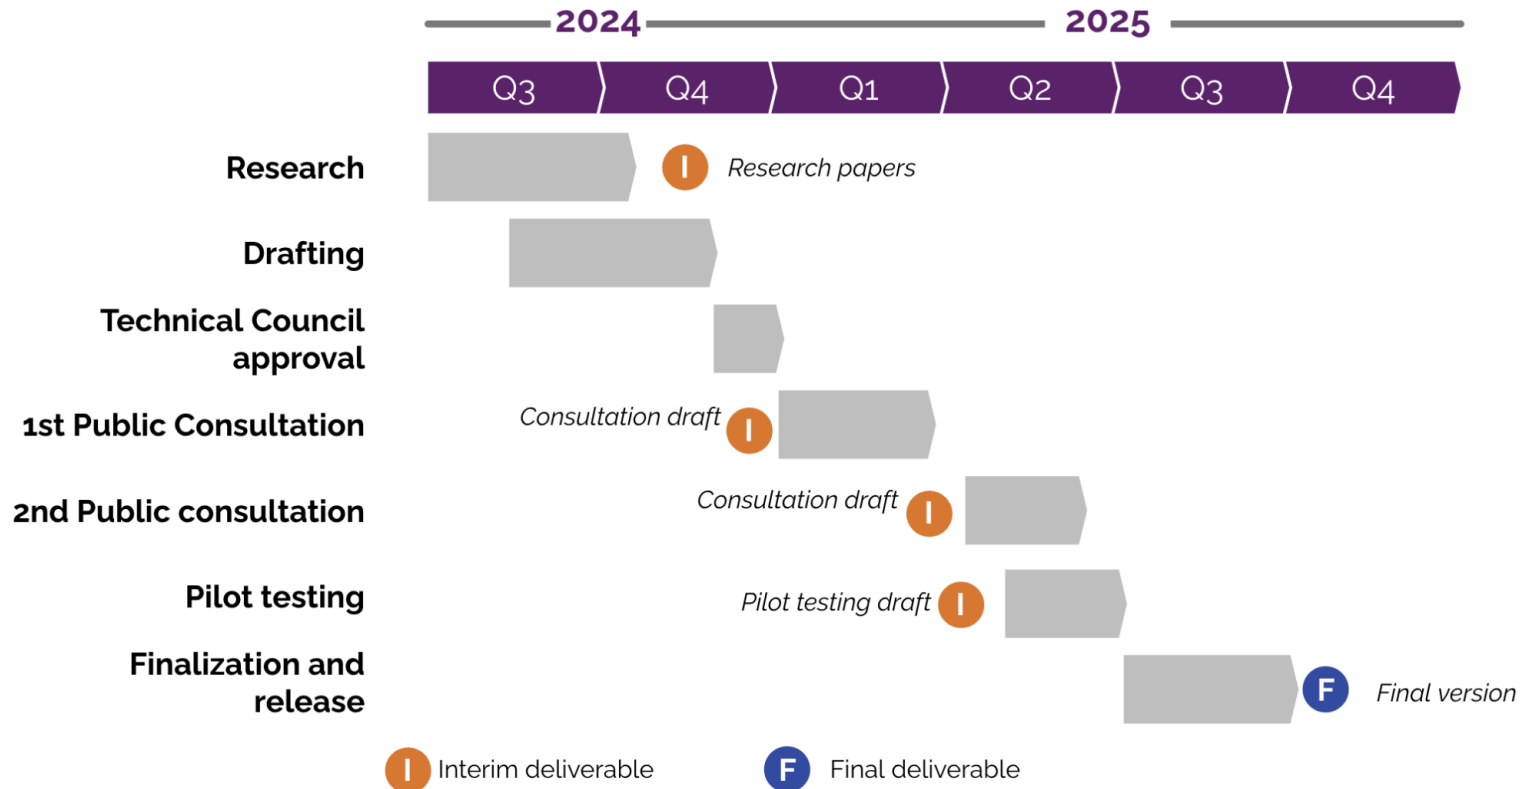 2024 2025
Q3 Q4 Q1 Q2 Q3 Q4
Research I Research papers
Drafting
Technical Council
approval
1st Public Consultation Consultation draft I
2nd Public consultation Consultation draft I
Pilot testing Pilot testing draft I
Finalization and
release F Final version
I Interim deliverable F Final deliverable